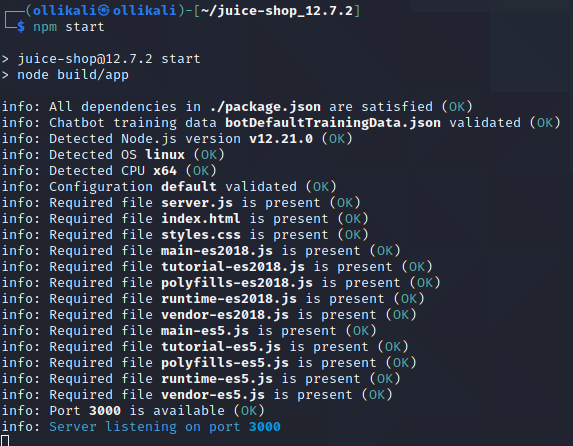 ┌──(ollikali㉿ollikali)-[~/juice-shop_12.7.2]
└─$ npm start
> juice-shop@12.7.2 start
> node build/app
info: All dependencies in ./package.json are satisfied (OK)
info: Chatbot training data botDefaultTrainingData.json validated (OK)
info: Detected Node.js version v12.21.0 (OK)
info: Detected OS linux (OK)
info: Detected CPU x64 (OK)
info: Configuration default validated (OK)
info: Required file server.js is present (OK)
info: Required file index.html is present (OK)
info: Required file styles.css is present (OK)
info: Required file main-es2018.js is present (OK)
info: Required file tutorial-es2018.js is present (OK)
info: Required file polyfills-es2018.js is present (OK)
info: Required file runtime-es2018.js is present (OK)
info: Required file vendor-es2018.js is present (OK)
info: Required file main-es5.js is present (OK)
info: Required file tutorial-es5.js is present (OK)
info: Required file polyfills-es5.js is present (OK)
info: Required file runtime-es5.js is present (OK)
info: Required file vendor-es5.js is present (OK)
info: Port 3000 is available (OK)
info: Server listening on port 3000